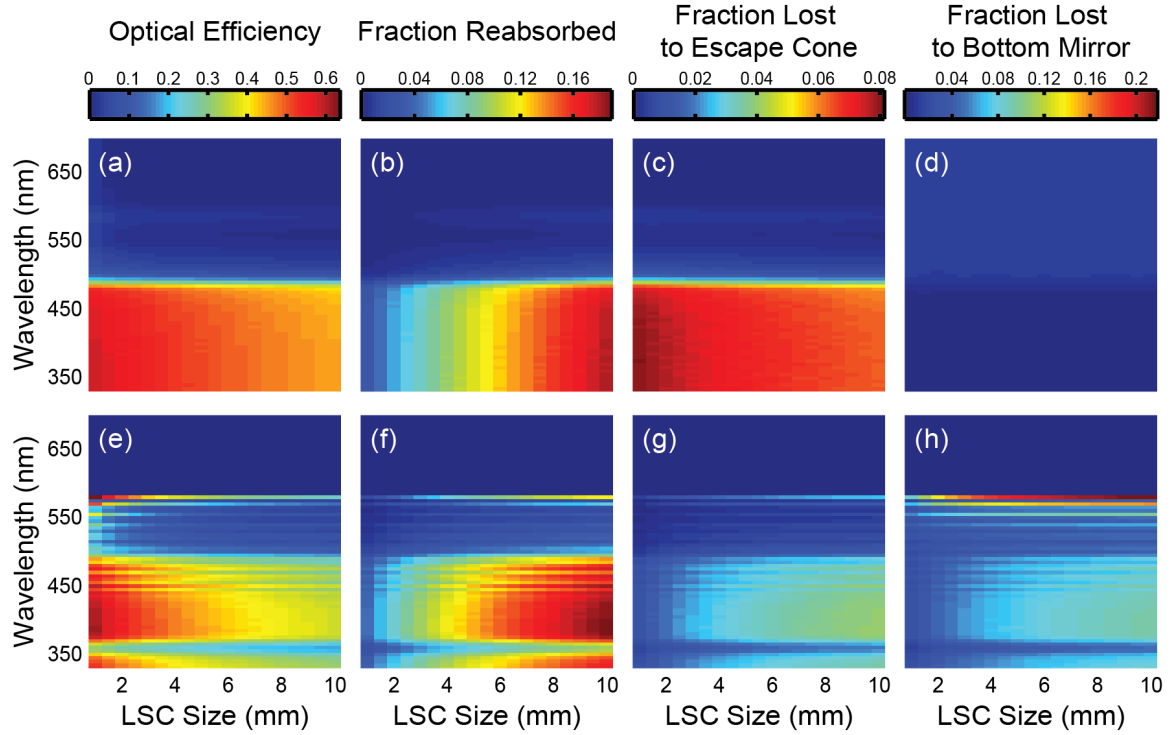 Optical Efficiency
Fraction Reabsorbed
Fraction Lost
to Escape Cone
Fraction Lost
to Bottom Mirror
0 0.1 0.2 0.3 0.4 0.5 0.6
0 0.04 0.08 0.12 0.16
0 0.02 0.04 0.06 0.08
0.04 0.08 0.12 0.16 0.2
Wavelength (nm)
650
550
450
350
(a)
(b)
(c)
(d)
Wavelength (nm)
650
550
450
350
(e)
(f)
(g)
(h)
2 4 6 8 10
2 4 6 8 10
2 4 6 8 10
2 4 6 8 10
LSC Size (mm)
LSC Size (mm)
LSC Size (mm)
LSC Size (mm)